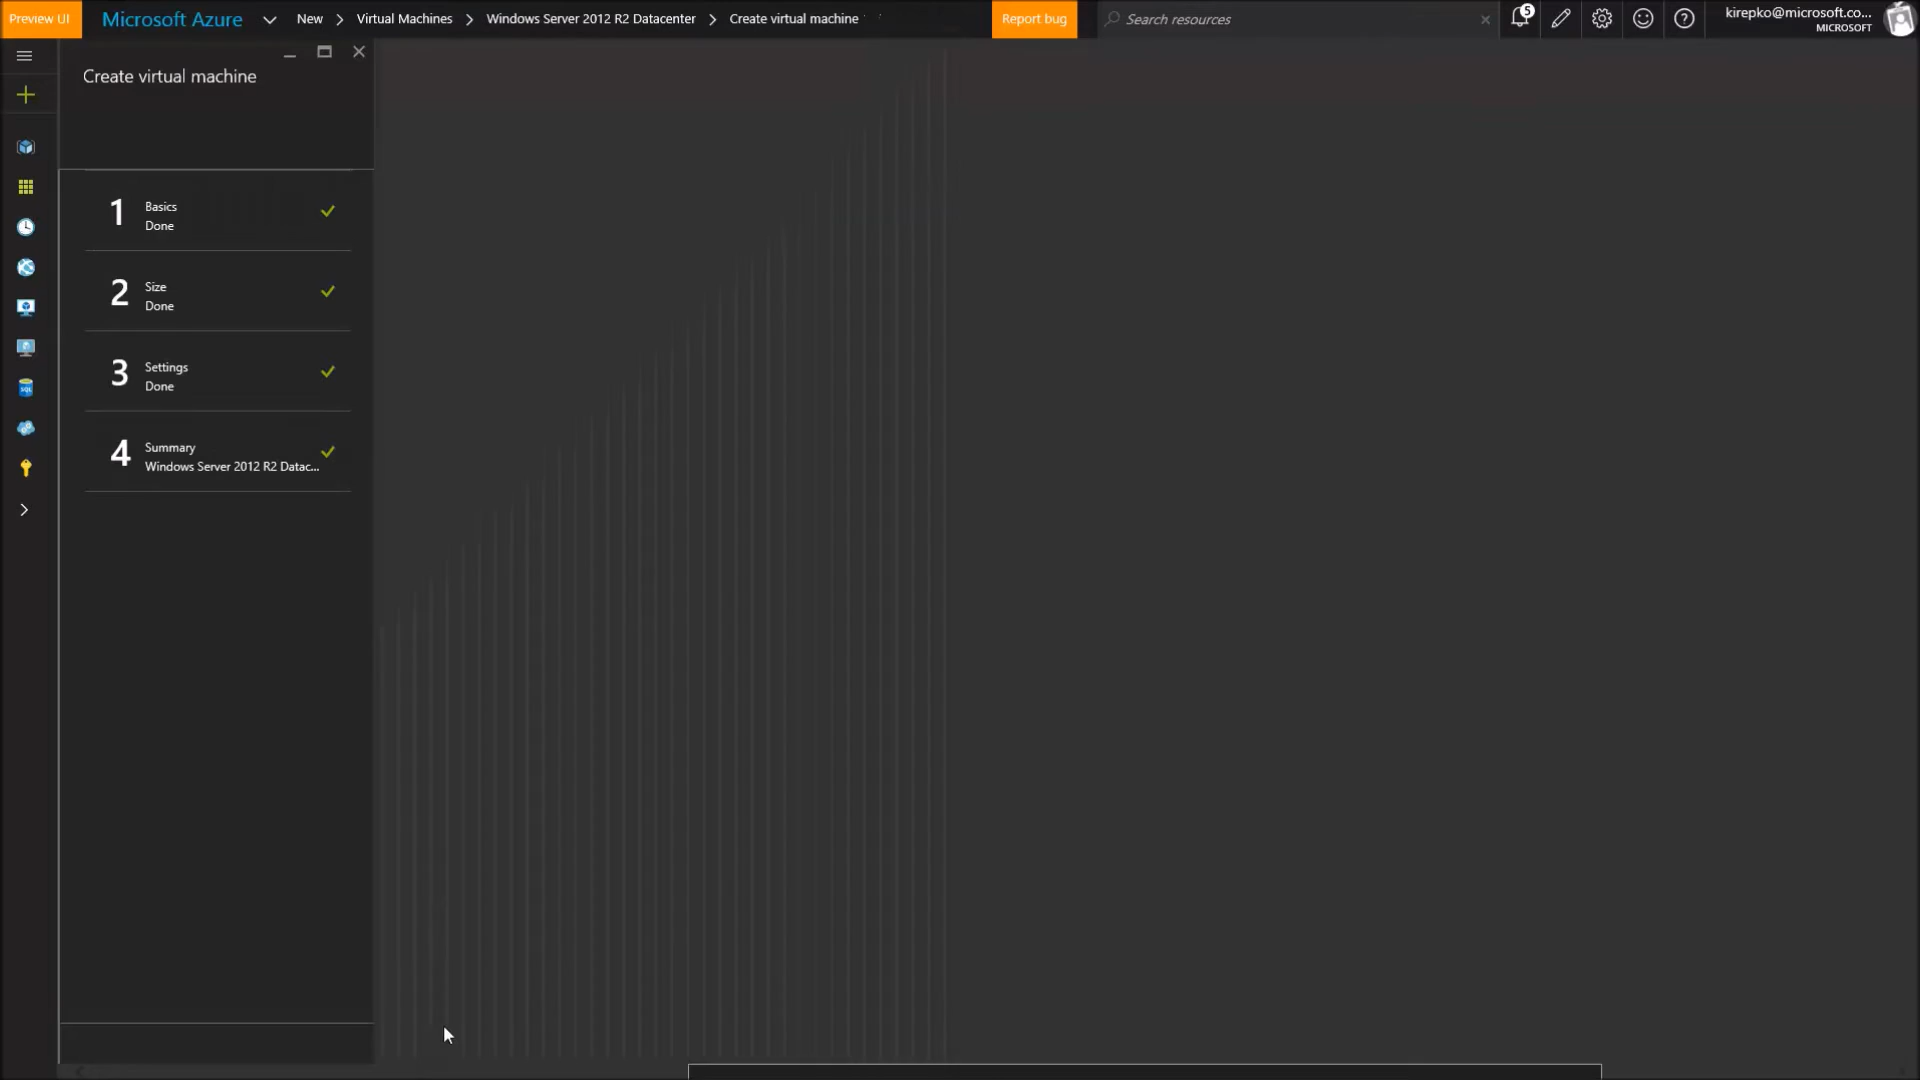 Preview UI
Microsoft Azure
New
Virtual Machines
Windows Server 2012 R2 Datacenter
Create virtual machine
Report bug
Search resources
5
kirepko@microsoft.co...
MICROSOFT
Create virtual machine
1
Basics
Done
2
Size
Done
3
Settings
Done
4
Summary
Windows Server 2012 R2 Datac...
SQL